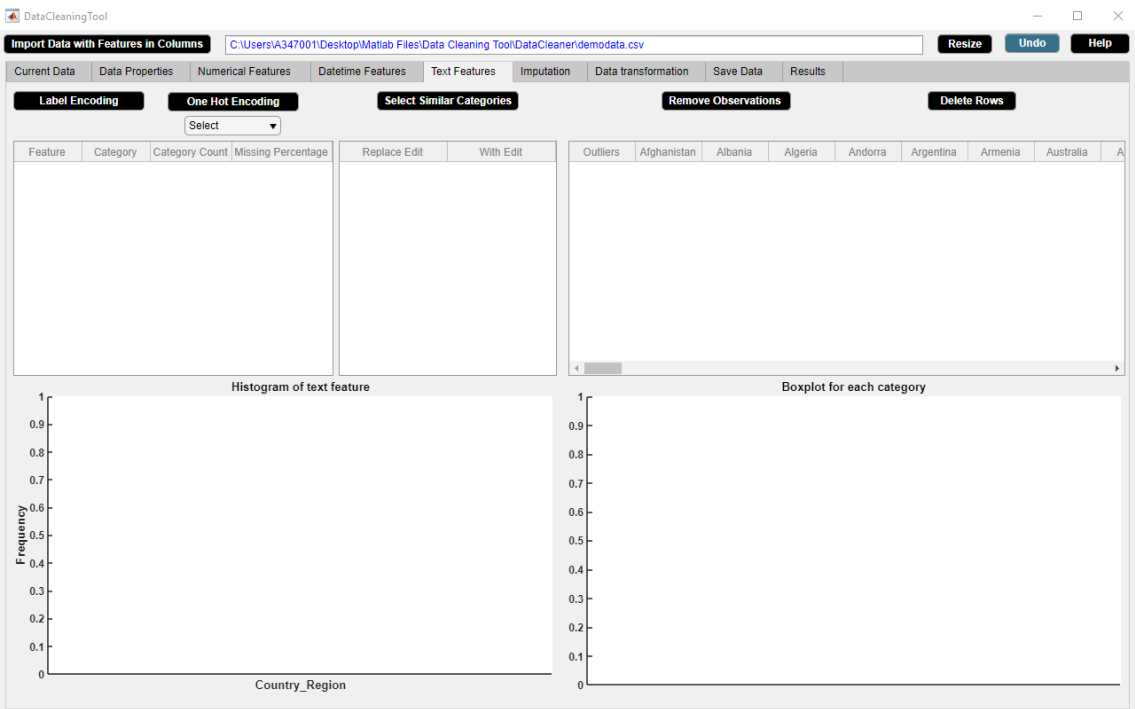 DataCleaningTool
Import Data with Features in Columns C:\Users\A347001\Desktop\Matlab Files\Data Cleaning Tool\DataCleaner\demodata.csv Resize Undo Help
Current Data Data Properties Numerical Features Datetime Features Text Features Imputation Data transformation Save Data Results
Label Encoding One Hot Encoding Select Similar Categories Remove Observations Delete Rows
Select
Feature Category Category Count Missing Percentage Replace Edit With Edit Outliers Afghanistan Albania Algeria Andorra Argentina Armenia Australia A
Histogram of text feature
1
0.9
0.8
0.7
0.6
0.5
0.4
0.3
0.2
0.1
0
Frequency
Country_Region
Boxplot for each category
1
0.9
0.8
0.7
0.6
0.5
0.4
0.3
0.2
0.1
0